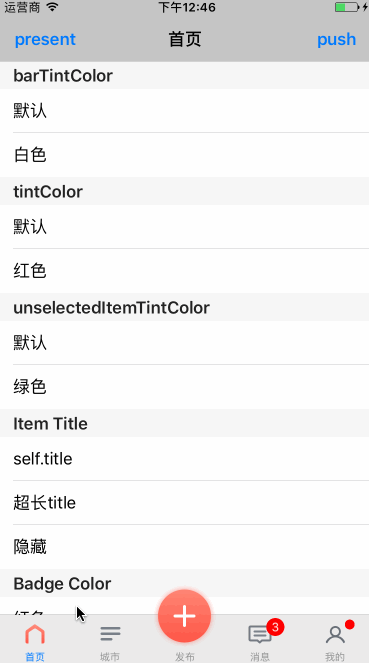 运营商 下午12:46
present 首页 push
barTintColor
默认
白色
tintColor
默认
红色
unselectedItemTintColor
默认
绿色
Item Title
self.title
超长title
隐藏
Badge Color
3
首页 城市 发布 消息 我的